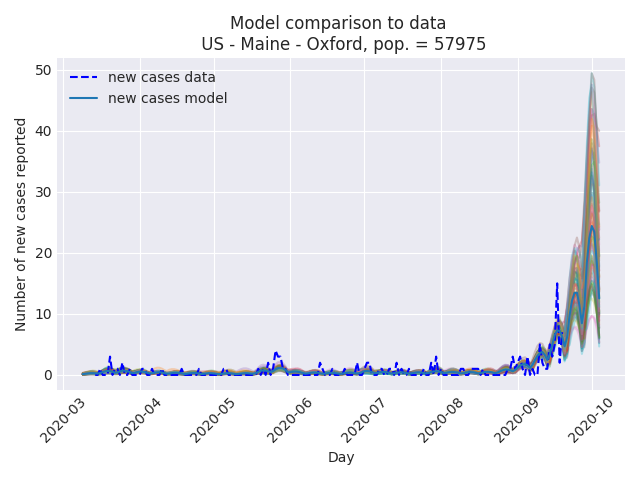 Model comparison to data
US - Maine - Oxford, pop. = 57975
new cases data
new cases model
Number of new cases reported
50
40
30
20
10
0
2020-03
2020-04
2020-05
2020-06
2020-07
2020-08
2020-09
2020-10
Day